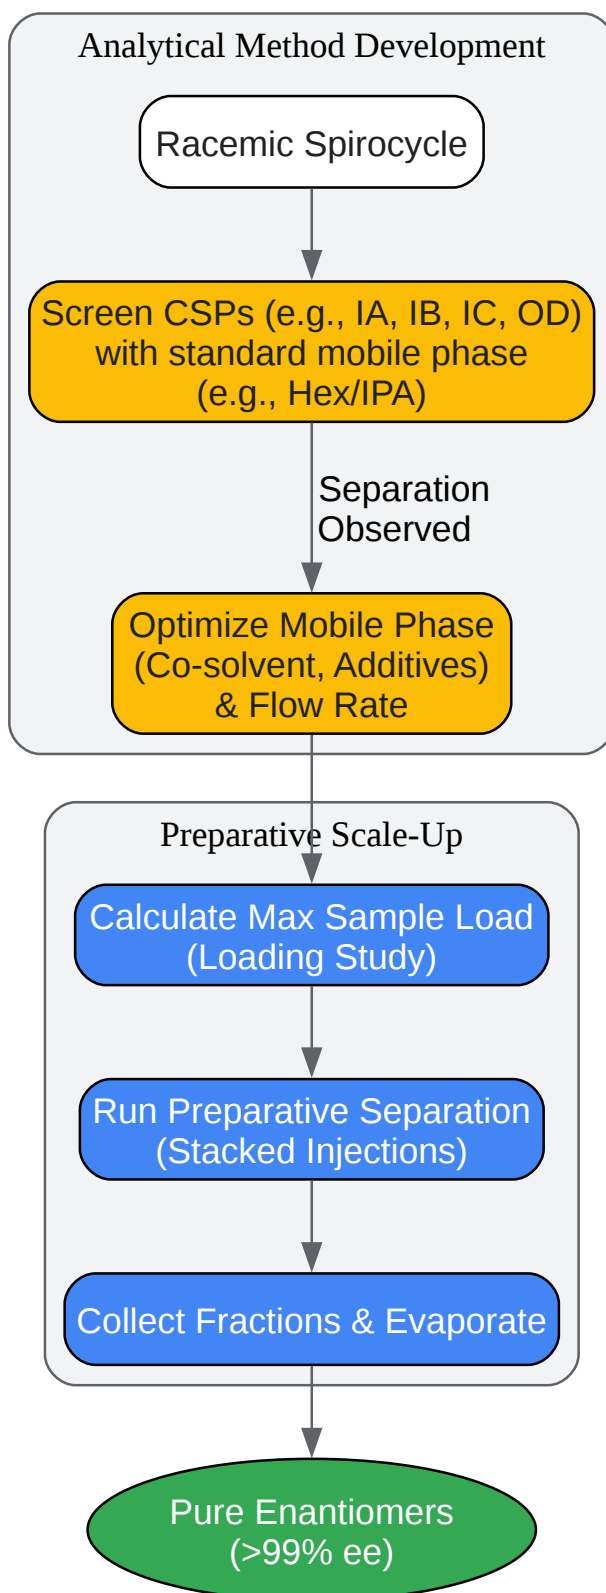 Analytical Method Development
Racemic Spirocycle
Screen CSPs (e.g., IA, IB, IC, OD)
with standard mobile phase
(e.g., Hex/IPA)
Separation
Observed
Optimize Mobile Phase
(Co-solvent, Additives)
& Flow Rate
Preparative Scale-Up
Calculate Max Sample Load
(Loading Study)
Run Preparative Separation
(Stacked Injections)
Collect Fractions & Evaporate
Pure Enantiomers
(>99% ee)